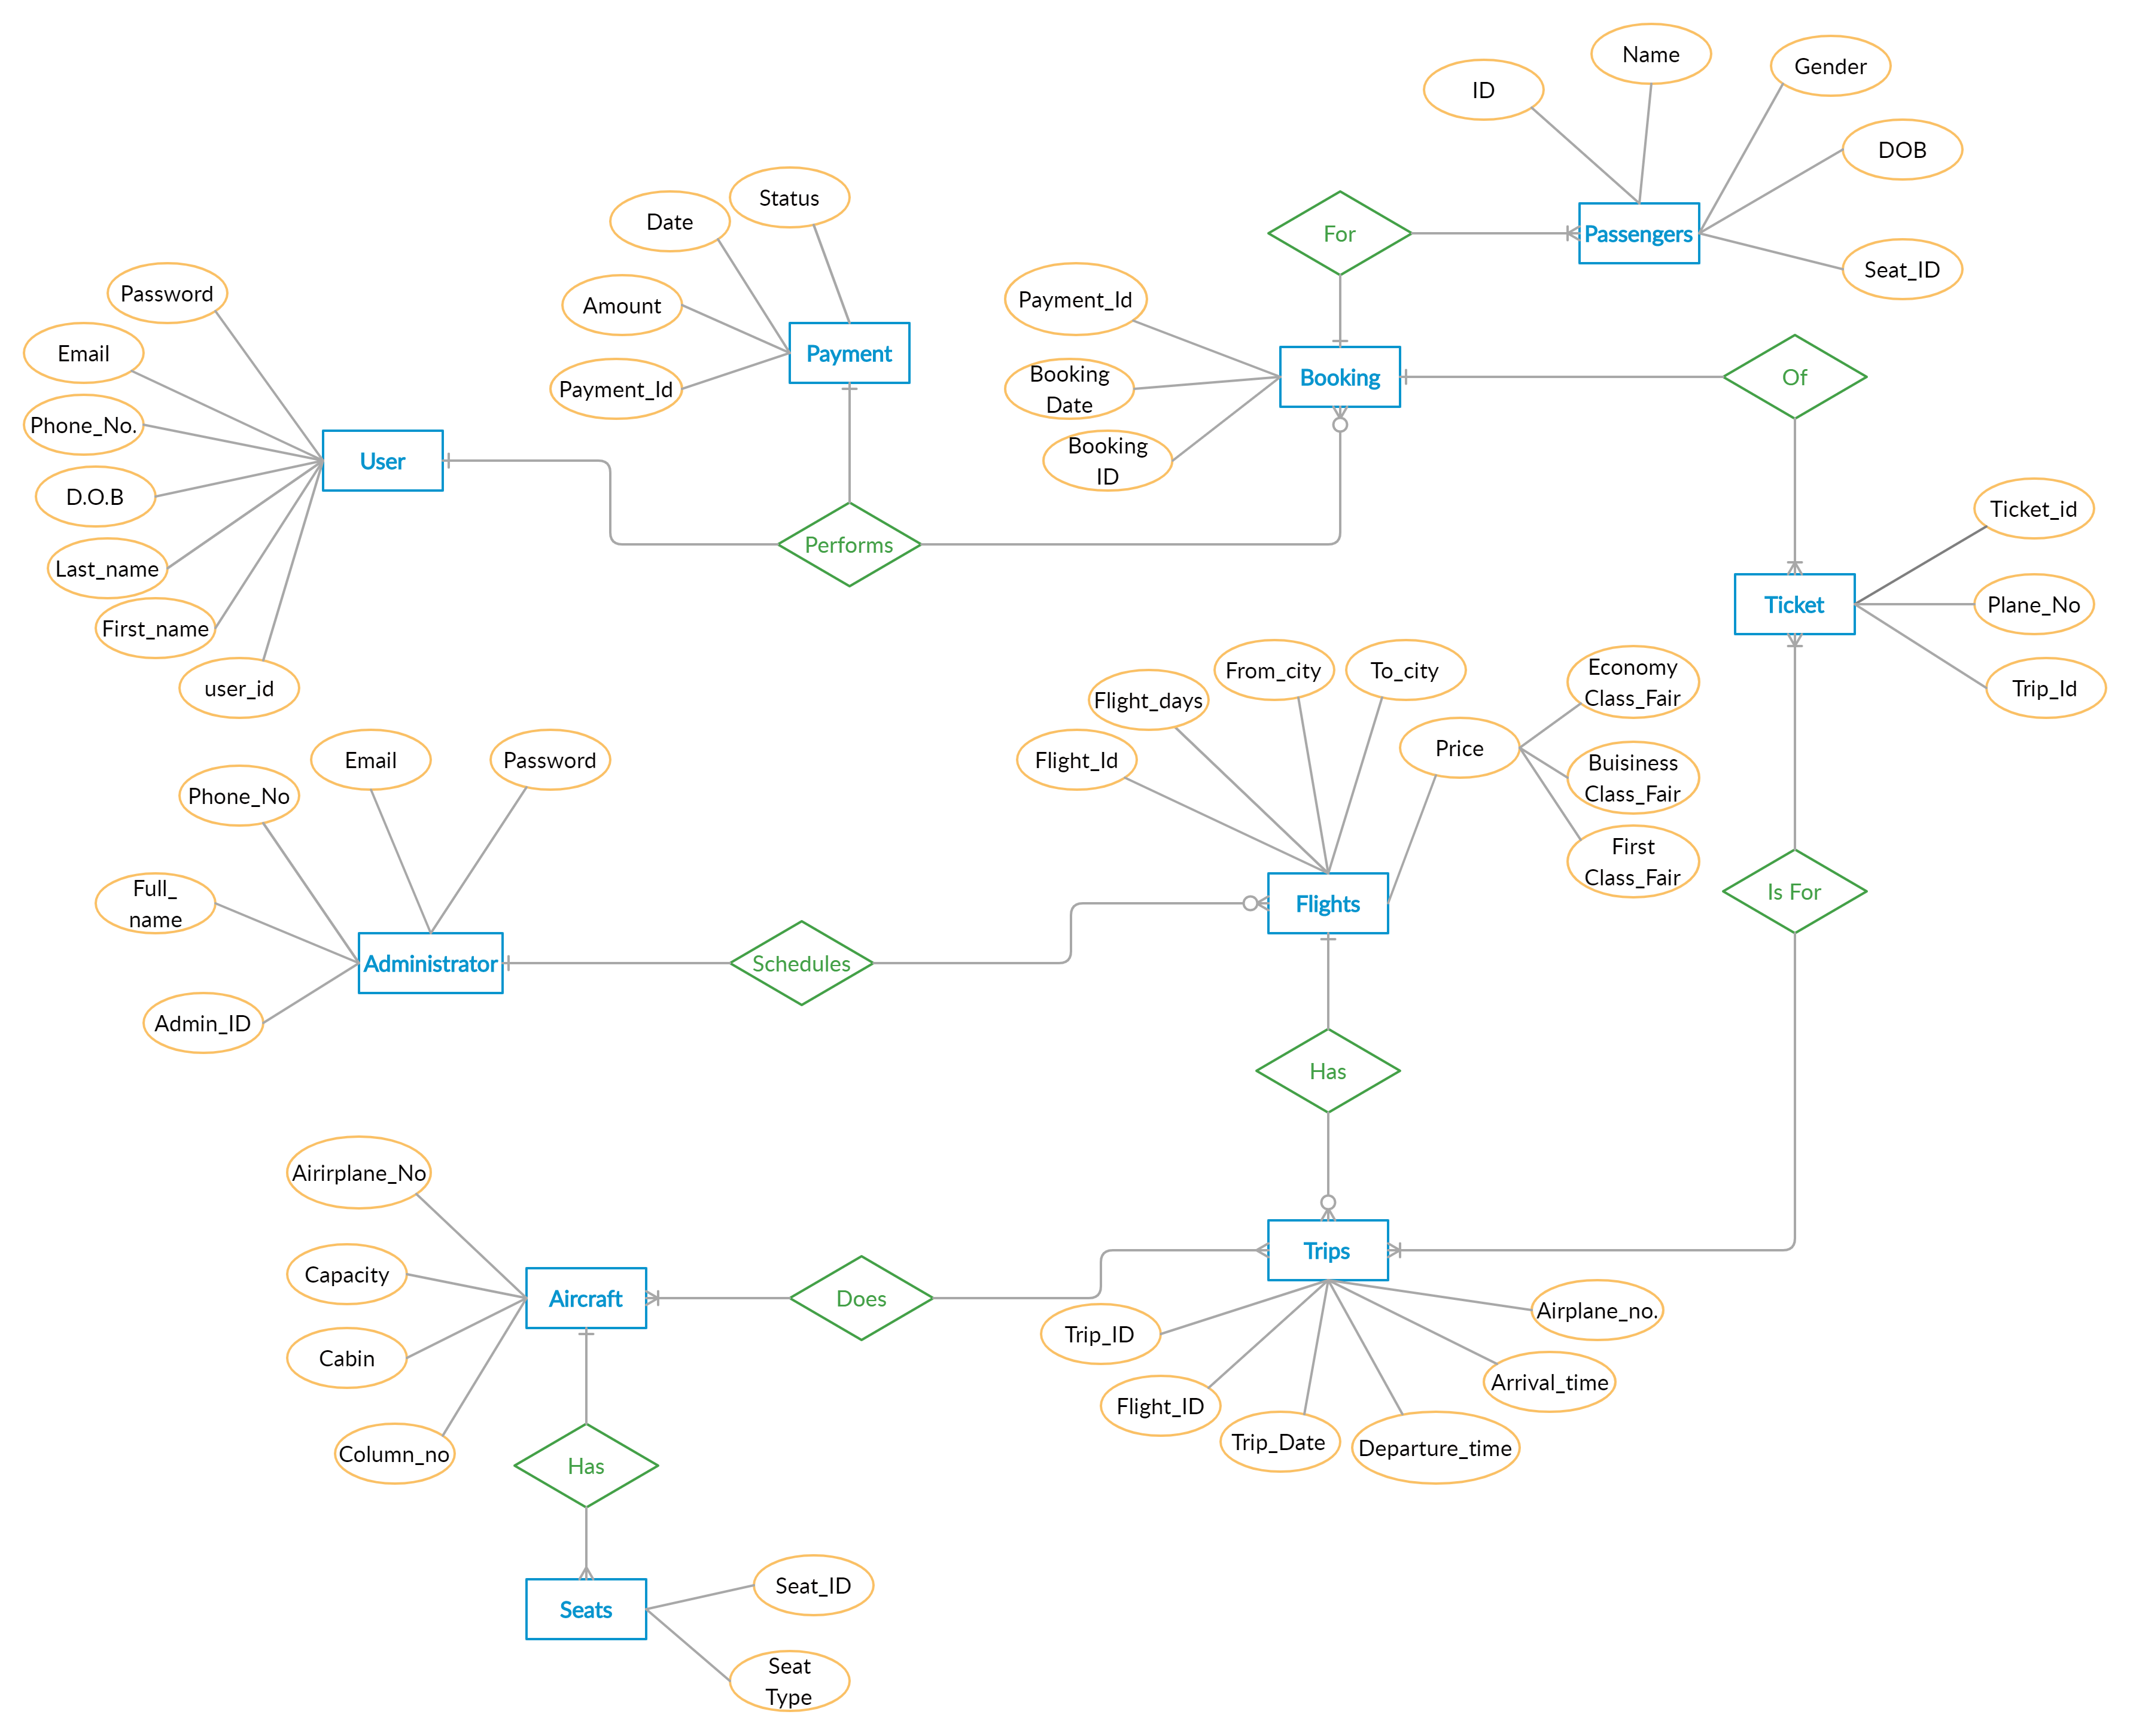 Name
Gender
ID
DOB
Status
Date
For
Passengers
Seat_ID
Password
Amount
Payment_Id
Email
Payment
Payment_Id
Booking
Date
Booking
Of
Phone_No.
User
Booking
ID
D.O.B
Ticket_id
Performs
Last_name
Ticket
Plane_No
First_name
user_id
From_city
To_city
Economy
Class_Fair
Trip_Id
Flight_days
Email
Password
Flight_Id
Price
Buisiness
Class_Fair
Phone_No
First
Class_Fair
Full_
name
Flights
Is For
Administrator
Schedules
Admin_ID
Has
Airirplane_No
Trips
Capacity
Aircraft
Does
Airplane_no.
Cabin
Trip_ID
Arrival_time
Flight_ID
Column_no
Trip_Date
Departure_time
Has
Seat_ID
Seats
Seat
Type